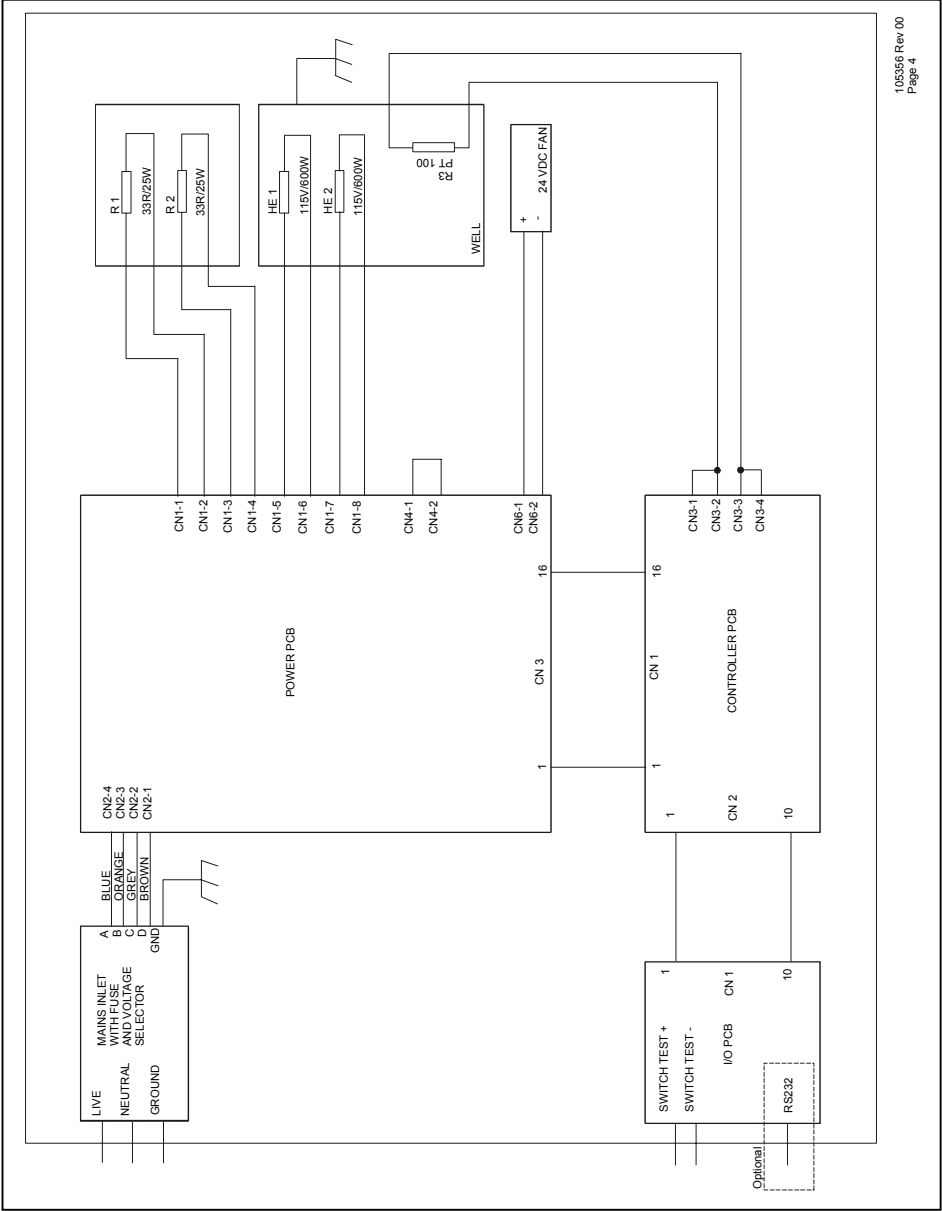 105356 Rev 00
Page 4
MAINS INLET
WITH FUSE
AND VOLTAGE
SELECTOR
LIVE
NEUTRAL
GROUND
A
B
C
D
GND
BLUE
ORANGE
GREY
BROWN
CN2-4
CN2-3
CN2-2
CN2-1
POWER PCB
CN1-1
CN1-2
CN1-3
CN1-4
CN1-5
CN1-6
CN1-7
CN1-8
CN4-1
CN4-2
CN6-1
CN6-2
1
CN 3
16
R 1
33R/25W
R 2
33R/25W
HE 1
115V/600W
HE 2
115V/600W
R3
PT 100
WELL
+
-
24 VDC FAN
SWITCH TEST +
SWITCH TEST -
I/O PCB
1
CN 1
10
RS232
Optional
1
CN 2
10
1
CN 1
16
CONTROLLER PCB
CN3-1
CN3-2
CN3-3
CN3-4